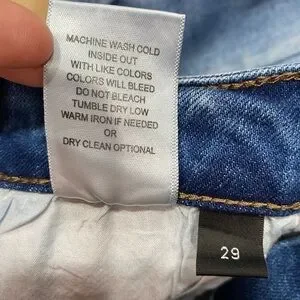 MACHINE WASH COLD
INSIDE OUT
WITH LIKE COLORS
COLORS WILL BLEED
DO NOT BLEACH
TUMBLE DRY LOW
WARM IRON IF NEEDED
OR
DRY CLEAN OPTIONAL
29